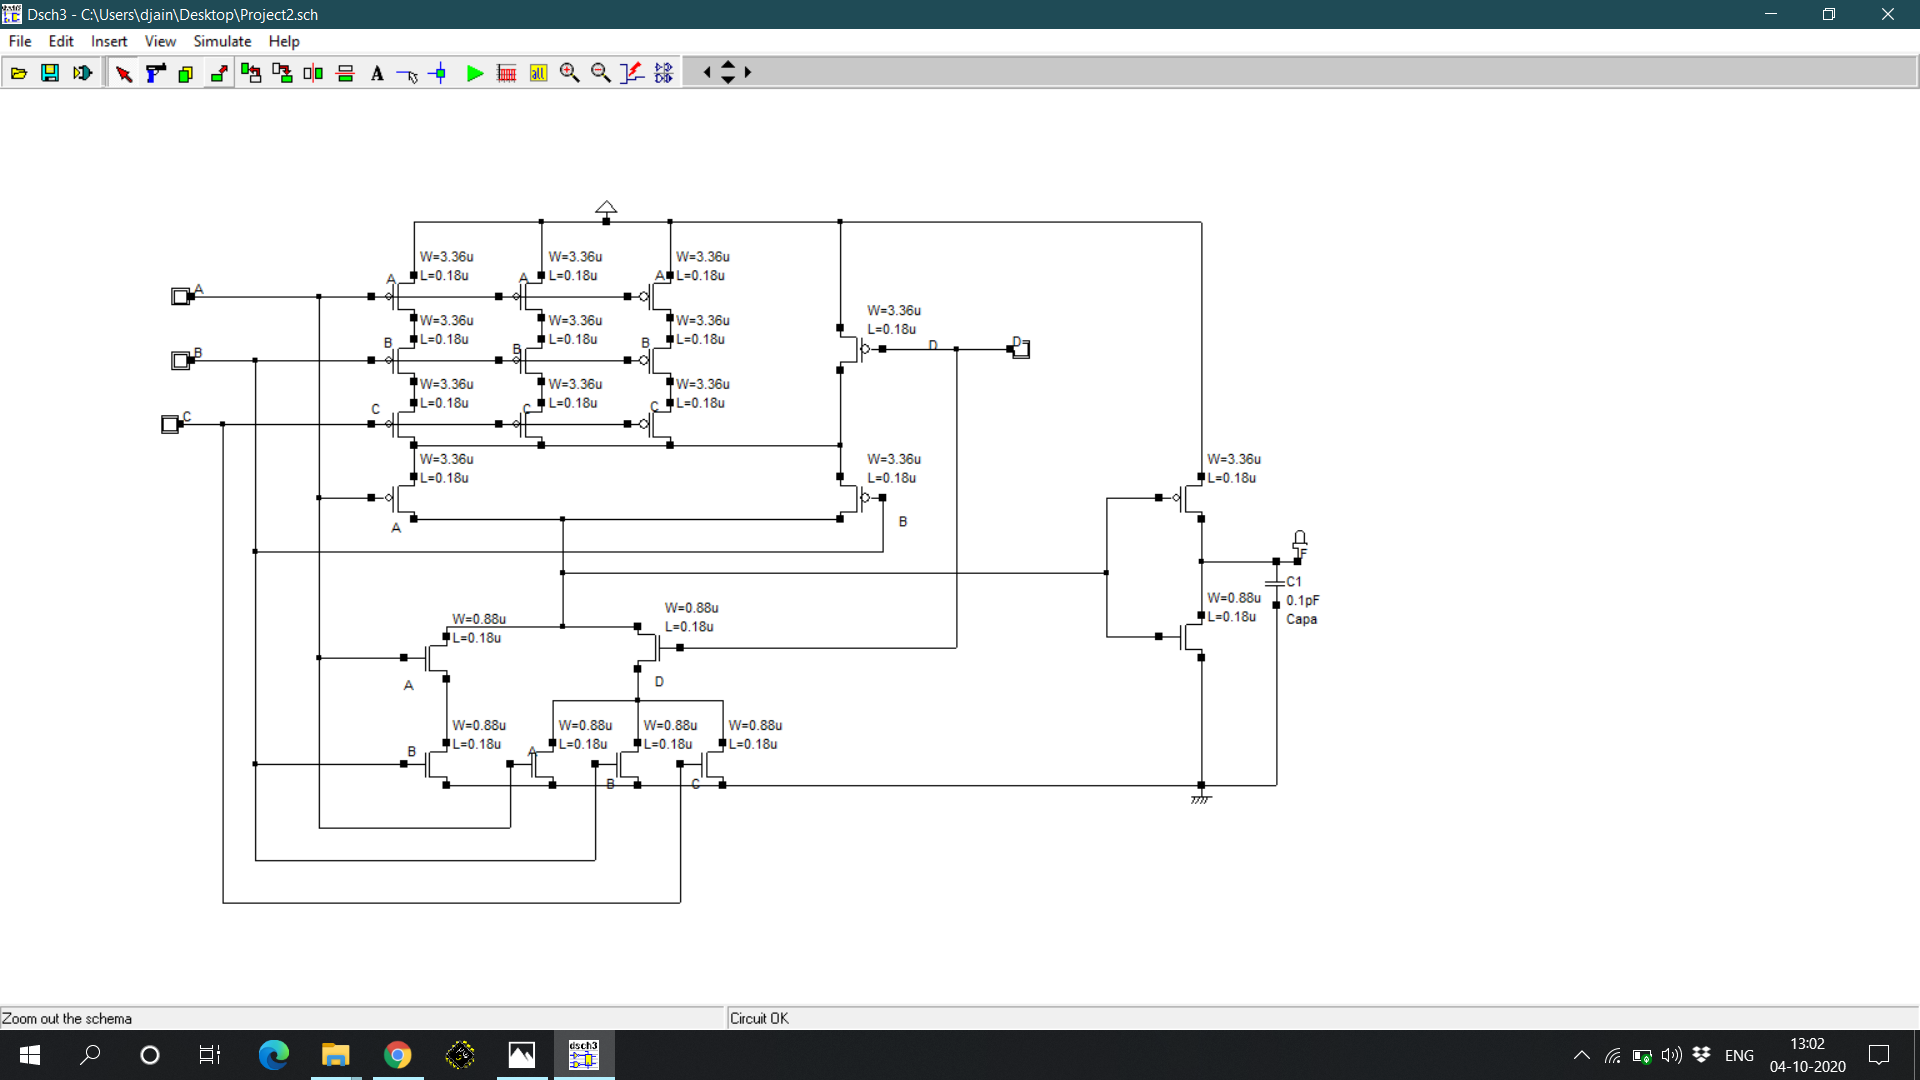 Dsch3 - C:\Users\djain\Desktop\Project2.sch
File Edit Insert View Simulate Help
A all
W=3.36u W=3.36u W=3.36u
A L=0.18u A L=0.18u A L=0.18u
A
W=3.36u
L=0.18u
W=3.36u W=3.36u W=3.36u
B L=0.18u B L=0.18u B L=0.18u
B
D D
W=3.36u W=3.36u W=3.36u
L=0.18u L=0.18u L=0.18u
C C C C
W=3.36u W=3.36u W=3.36u
L=0.18u L=0.18u L=0.18u
A B
F
C1
0.1pF
Capa
W=0.88u
L=0.18u
W=0.88u W=0.88u
L=0.18u L=0.18u
A D
W=0.88u W=0.88u W=0.88u W=0.88u
B L=0.18u A L=0.18u L=0.18u L=0.18u
B C
Zoom out the schema Circuit OK
dsch3
ENG
13:02
04-10-2020